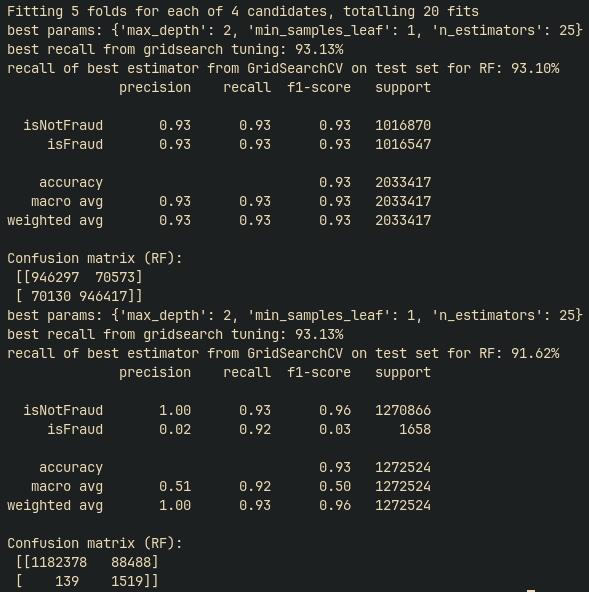 Fitting 5 folds for each of 4 candidates, totalling 20 fits
best params: {'max_depth': 2, 'min_samples_leaf': 1, 'n_estimators': 25}
best recall from gridsearch tuning: 93.13%
recall of best estimator from GridSearchCV on test set for RF: 93.10%
              precision    recall  f1-score   support

  isNotFraud       0.93      0.93      0.93   1016870
     isFraud       0.93      0.93      0.93   1016547

    accuracy                           0.93   2033417
   macro avg       0.93      0.93      0.93   2033417
weighted avg       0.93      0.93      0.93   2033417

Confusion matrix (RF):
 [[946297  70573]
 [ 70130 946417]]
best params: {'max_depth': 2, 'min_samples_leaf': 1, 'n_estimators': 25}
best recall from gridsearch tuning: 93.13%
recall of best estimator from GridSearchCV on test set for RF: 91.62%
              precision    recall  f1-score   support

  isNotFraud       1.00      0.93      0.96   1270866
     isFraud       0.02      0.92      0.03      1658

    accuracy                           0.93   1272524
   macro avg       0.51      0.92      0.50   1272524
weighted avg       1.00      0.93      0.96   1272524

Confusion matrix (RF):
 [[1182378   88488]
 [    139    1519]]